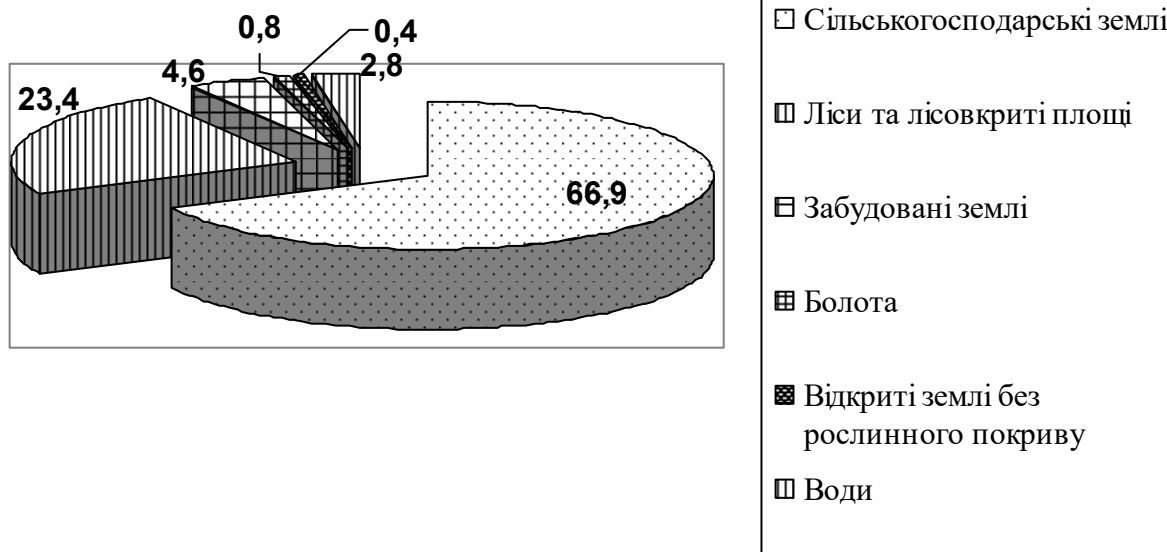 0,8
0,4
4,6
2,8
23,4
66,9
Сільськогосподарські землі
Ліси та лісовкриті площі
Забудовані землі
Болота
Відкриті землі без
рослинного покриву
Води